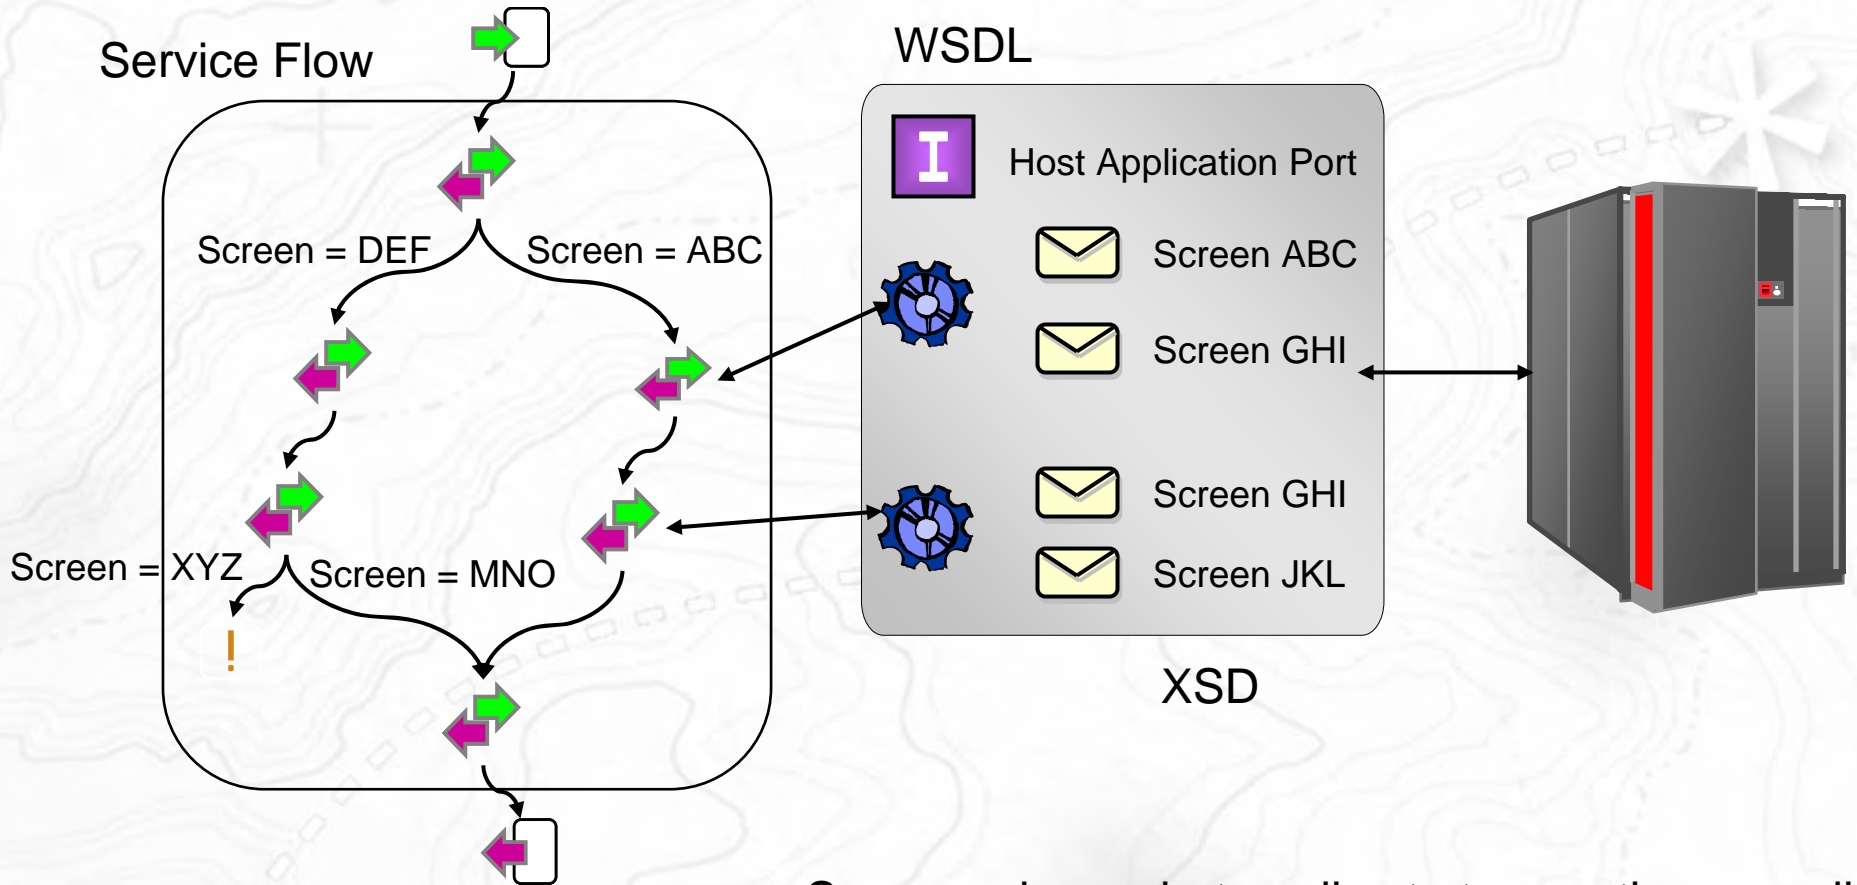 Service Flow
WSDL
I
Host Application Port
Screen = DEF
Screen = ABC
Screen ABC
Screen GHI
Screen GHI
Screen = XYZ
Screen = MNO
Screen JKL
!
XSD